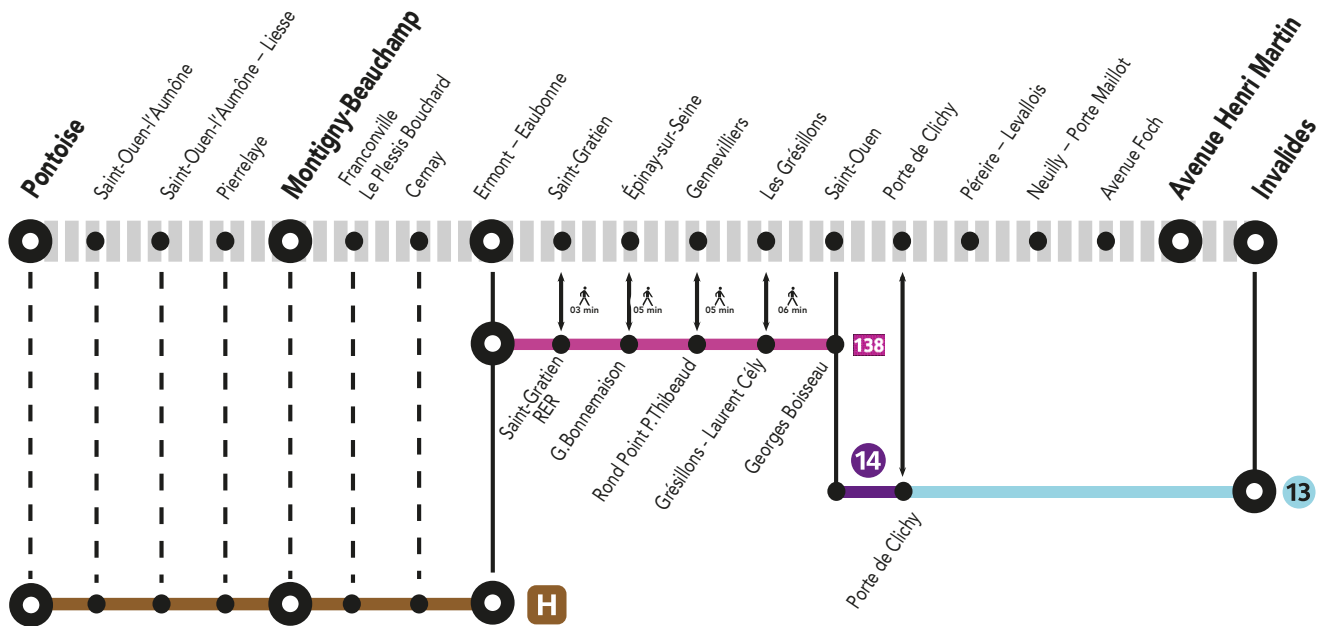 Pontoise
Saint-Ouen-l'Aumône
Saint-Ouen-l'Aumône – Liesse
Pierrelaye
Montigny-Beauchamp
Franconville
Le Plessis Bouchard
Cernay
Ermont – Eaubonne
Saint-Gratien
Épinay-sur-Seine
Gennevilliers
Les Grésillons
Saint-Ouen
Porte de Clichy
Péreire – Levallois
Neuilly – Porte Maillot
Avenue Foch
Avenue Henri Martin
Invalides
03 min
05 min
05 min
06 min
138
Saint-Gratien
RER
G.Bonnemaison
Rond Point P.Thibeaud
Grésillons - Laurent Cély
Georges Boisseau
14
13
Porte de Clichy
H